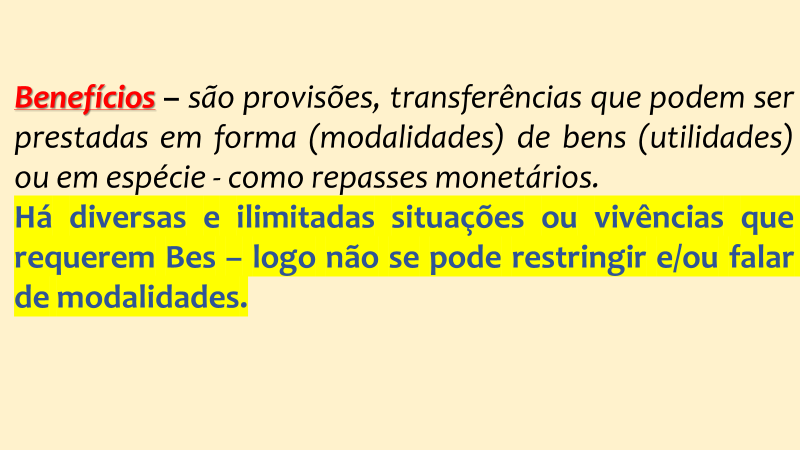 Benefícios – são provisões, transferências que podem ser
prestadas em forma (modalidades) de bens (utilidades)
ou em espécie - como repasses monetários.
Há diversas e ilimitadas situações ou vivências que
requerem Bes – logo não se pode restringir e/ou falar
de modalidades.